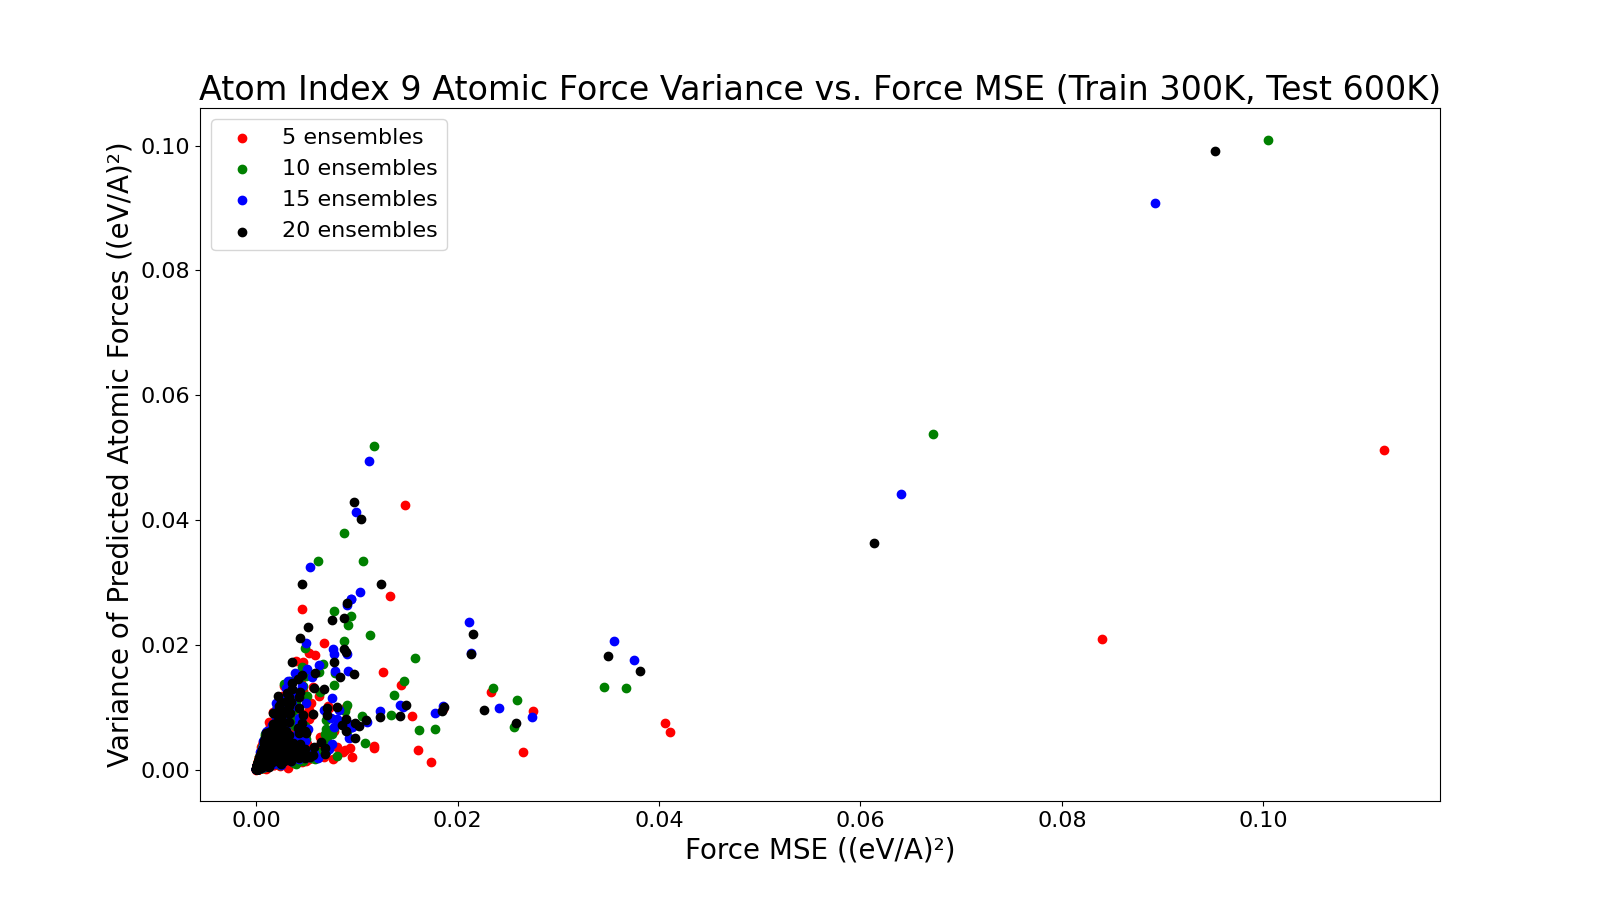 Atom Index 9 Atomic Force Variance vs. Force MSE (Train 300K, Test 600K)
5 ensembles
10 ensembles
15 ensembles
20 ensembles
Variance of Predicted Atomic Forces ((eV/A)²)
0.10
0.08
0.06
0.04
0.02
0.00
0.00 0.02 0.04 0.06 0.08 0.10
Force MSE ((eV/A)²)